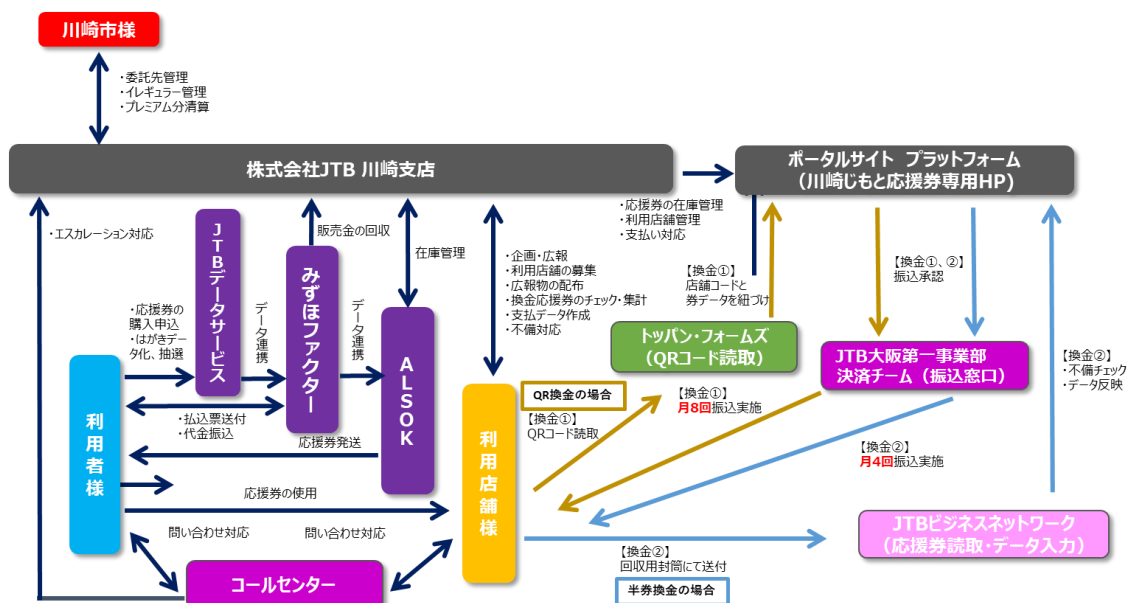 川崎市様
・委託先管理
・イレギュラー管理
・プレミアム分清算
株式会社JTB 川崎支店
ポータルサイト プラットフォーム
(川崎じもと応援券専用HP)
・応援券の在庫管理
・利用店舗管理
・支払い対応
・エスカレーション対応
JTBデータサービス
販売金の回収
みずほファクター
在庫管理
ALSOK
・企画・広報
・利用店舗の募集
・広報物の配布
・換金応援券のチェック・集計
・支払データ作成
・不備対応
【換金①】
店舗コードと
券データを紐づけ
【換金①、②】
振込承認
・応援券の
購入申込
・はがきデー
タ化、抽選
データ連携
データ連携
トッパン・フォームズ
(QRコード読取)
JTB大阪第一事業部
決済チーム(振込窓口)
【換金②】
・不備チェック
・データ反映
利用者様
・払込票送付
・代金振込
応援券発送
利用店舗様
QR換金の場合
【換金①】
QRコード読取
【換金①】
月8回振込実施
【換金②】
月4回振込実施
応援券の使用
問い合わせ対応
問い合わせ対応
JTBビジネスネットワーク
(応援券読取・データ入力)
【換金②】
回収用封筒にて送付
コールセンター
半券換金の場合